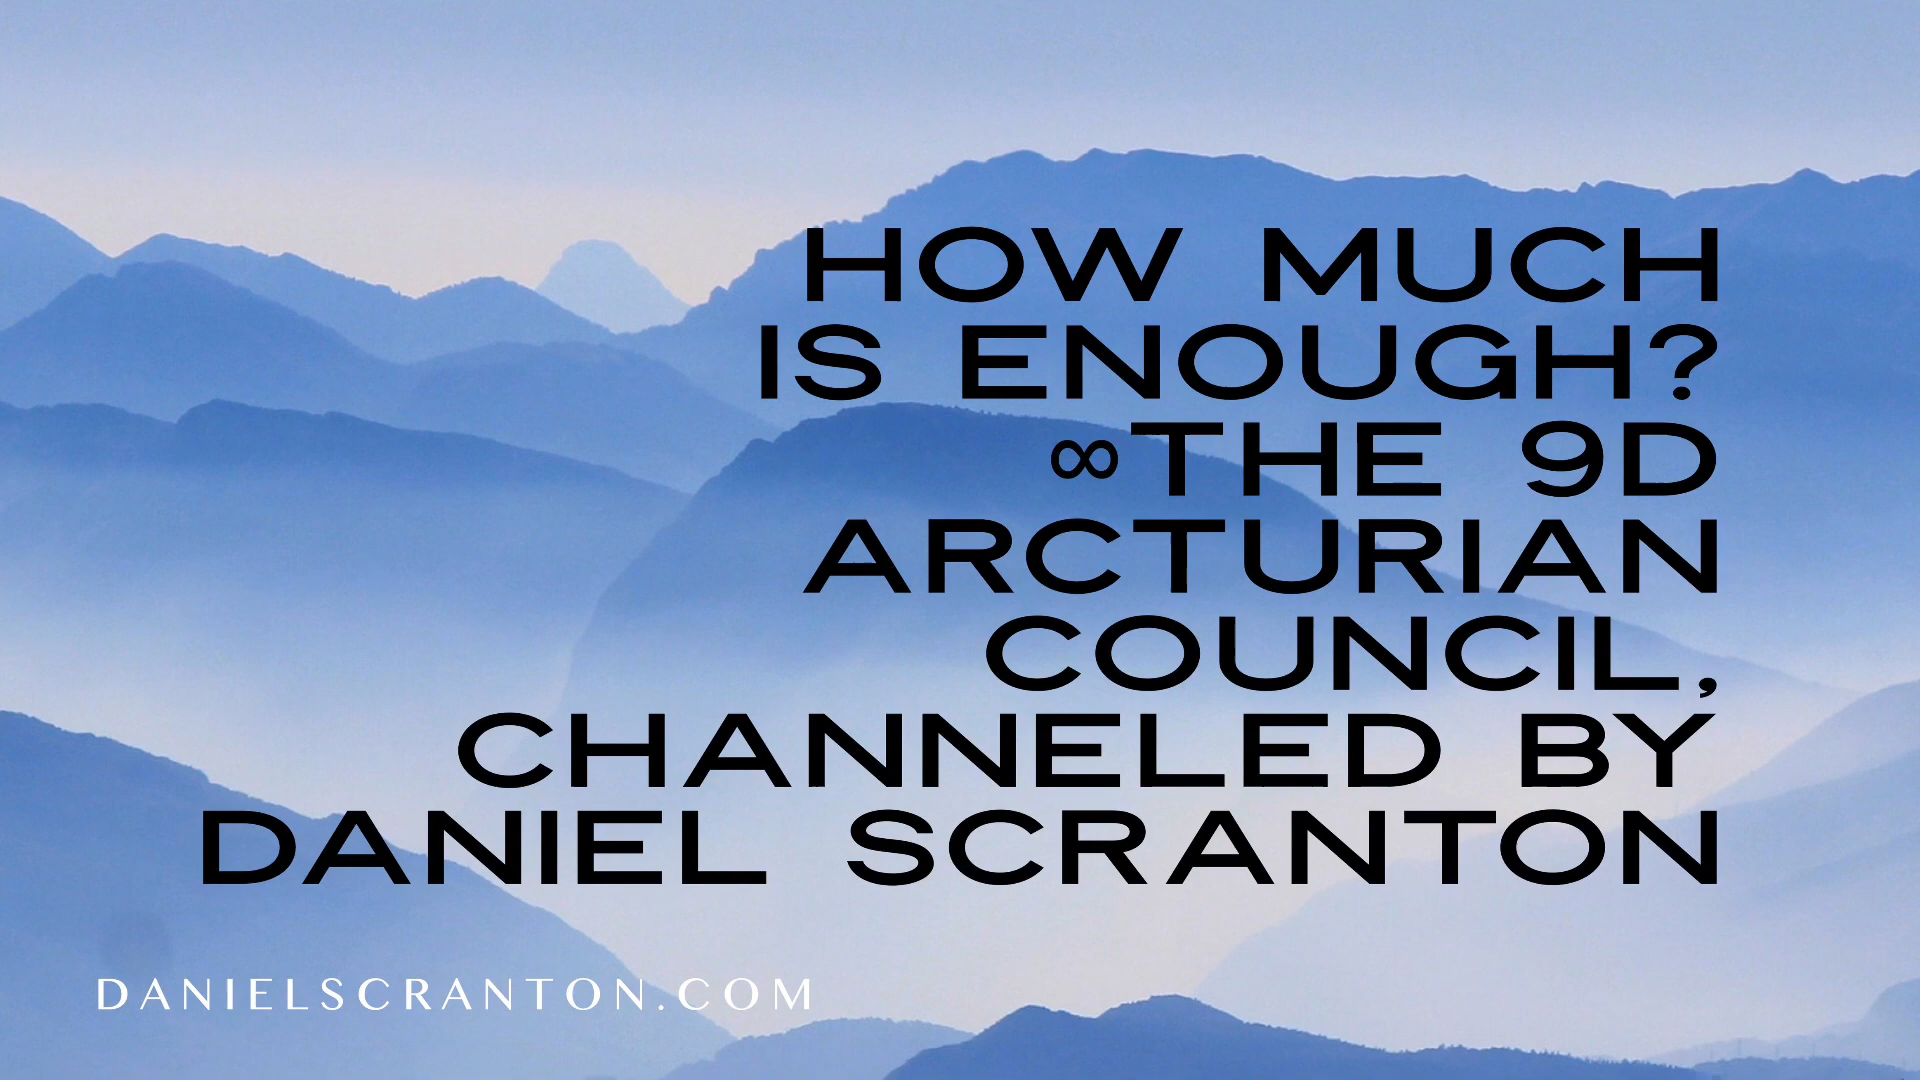 HOW MUCH
IS ENOUGH?
∞THE 9D
ARCTURIAN
COUNCIL,
CHANNELED BY
DANIEL SCRANTON
DANIELSCRANTON.COM